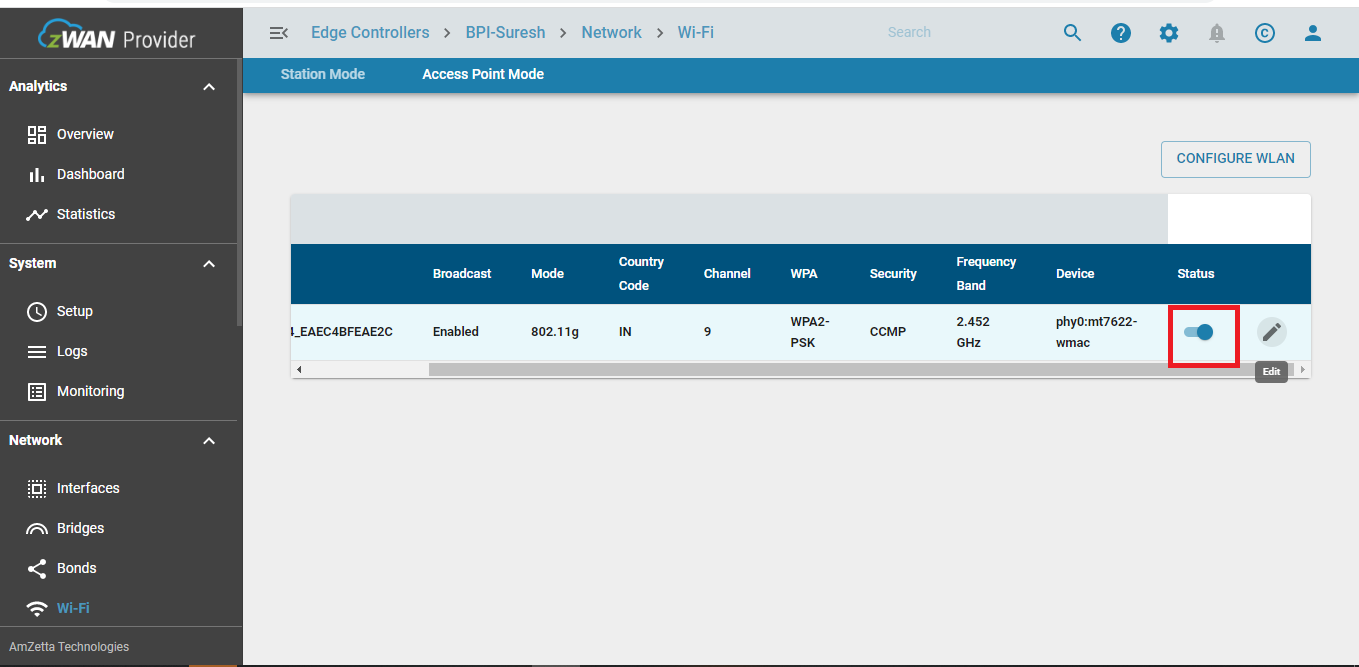 zWAN Provider
Edge Controllers > BPI-Suresh > Network > Wi-Fi
Search
Station Mode
Access Point Mode
Analytics
Overview
Dashboard
Statistics
System
Setup
Logs
Monitoring
Network
Interfaces
Bridges
Bonds
Wi-Fi
AmZetta Technologies
CONFIGURE WLAN
Broadcast
Mode
Country
Code
Channel
WPA
Security
Frequency
Band
Device
Status
4_EAEC4BFEAE2C
Enabled
802.11g
IN
9
WPA2-
PSK
CCMP
2.452
GHz
phy0:mt7622-
wmac
Edit